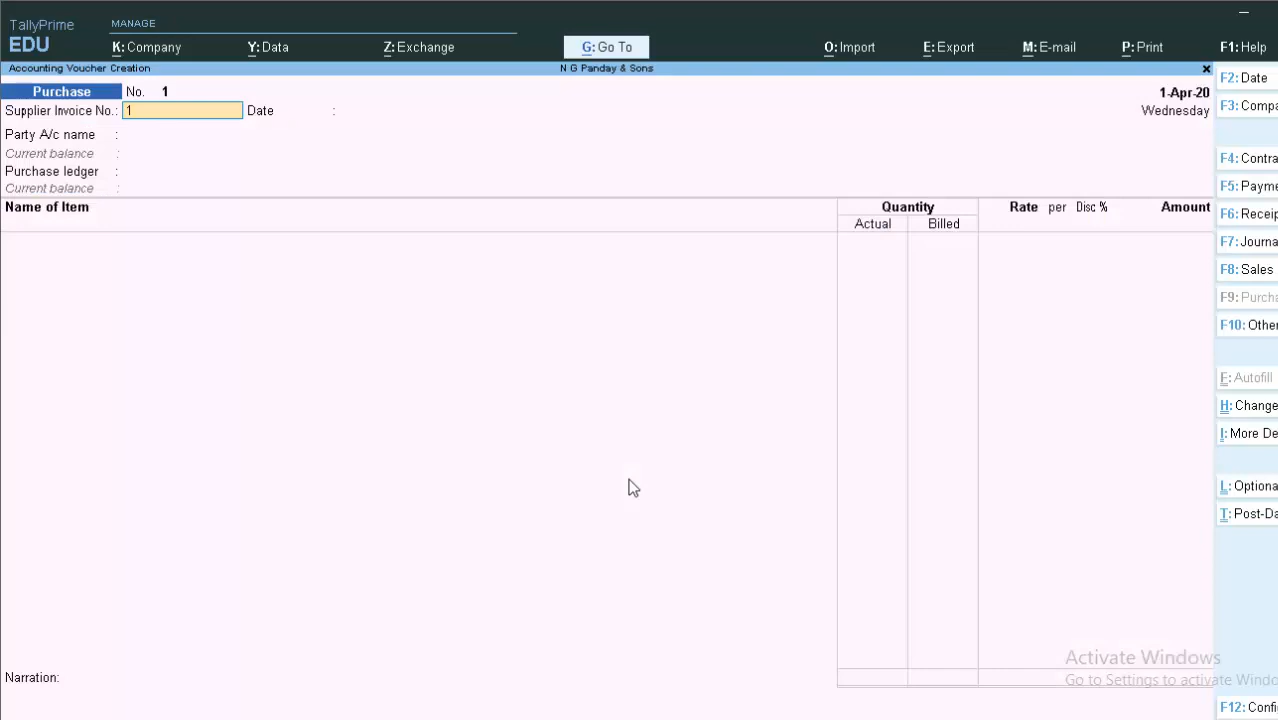 TallyPrime
EDU
MANAGE
K: Company Y: Data Z: Exchange G: Go To O: Import E: Export M: E-mail P: Print F1: Help
Accounting Voucher Creation N G Panday & Sons
Purchase No. 1 1-Apr-20
Supplier Invoice No.: 1 Date : Wednesday
Party A/c name :
Current balance :
Purchase ledger :
Current balance :
Name of Item Quantity Rate per Disc % Amount
Actual Billed
Narration:
F2: Date
F3: Compa
F4: Contra
F5: Payme
F6: Receip
F7: Journa
F8: Sales
F9: Purcha
F10: Othe
F: Autofill
H: Change
I: More De
L: Optiona
T: Post-Da
F12: Confi
Activate Windows
Go to Settings to activate Windo